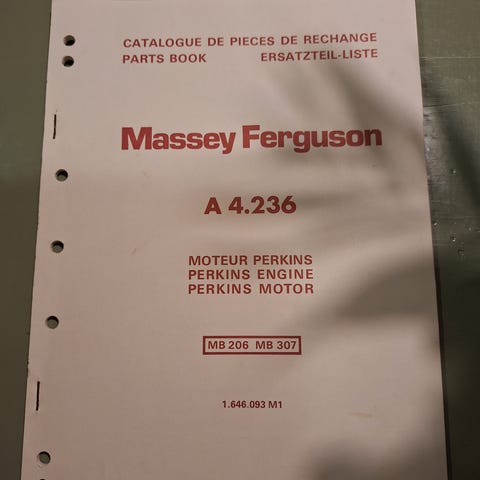 CATALOGUE DE PIECES DE RECHANGE
PARTS BOOK ERSATZTEIL-LISTE
Massey Ferguson
A 4.236
MOTEUR PERKINS
PERKINS ENGINE
PERKINS MOTOR
MB 206 MB 307
1.646.093 M1